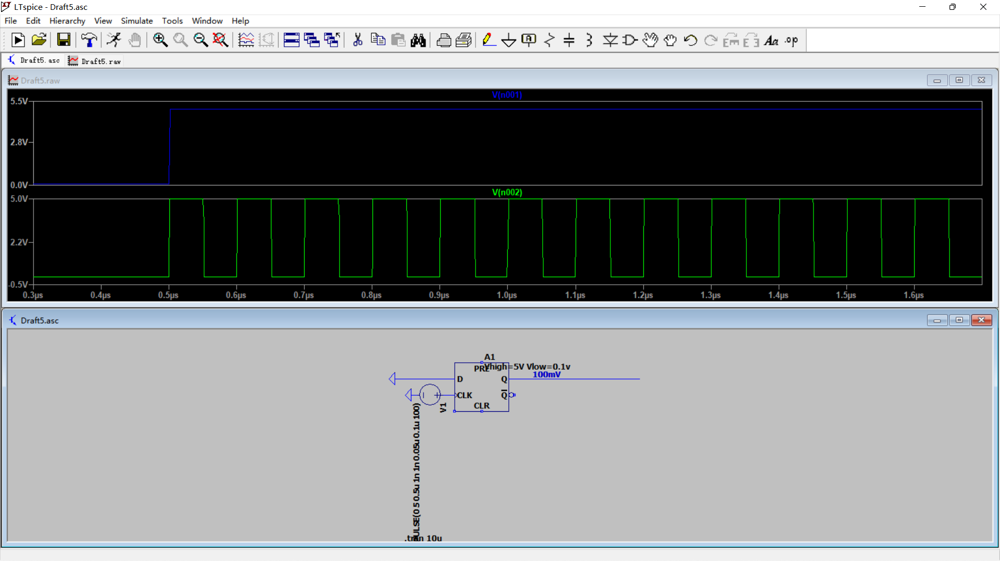 LTspice - Draft5.asc
File Edit Hierarchy View Simulate Tools Window Help
Draft5.asc Draft5.raw
Draft5.raw
V(n001)
5.5V
2.8V
0.0V
V(n002)
5.0V
2.2V
-0.5V
0.3µs 0.4µs 0.5µs 0.6µs 0.7µs 0.8µs 0.9µs 1.0µs 1.1µs 1.2µs 1.3µs 1.4µs 1.5µs 1.6µs
Draft5.asc
A1
Vhigh=5V Vlow=0.1v
PRE
100mV
D Q
CLK Q
CLR
V1
PULSE(0 5 0.5u 1n 1n 0.05u 0.1u 100)
.tran 10u